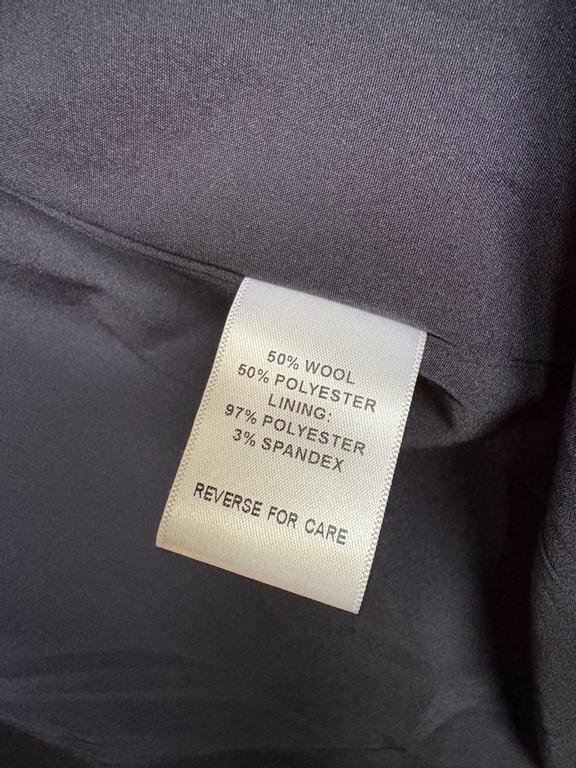 50% WOOL
50% POLYESTER
LINING:
97% POLYESTER
3% SPANDEX
REVERSE FOR CARE